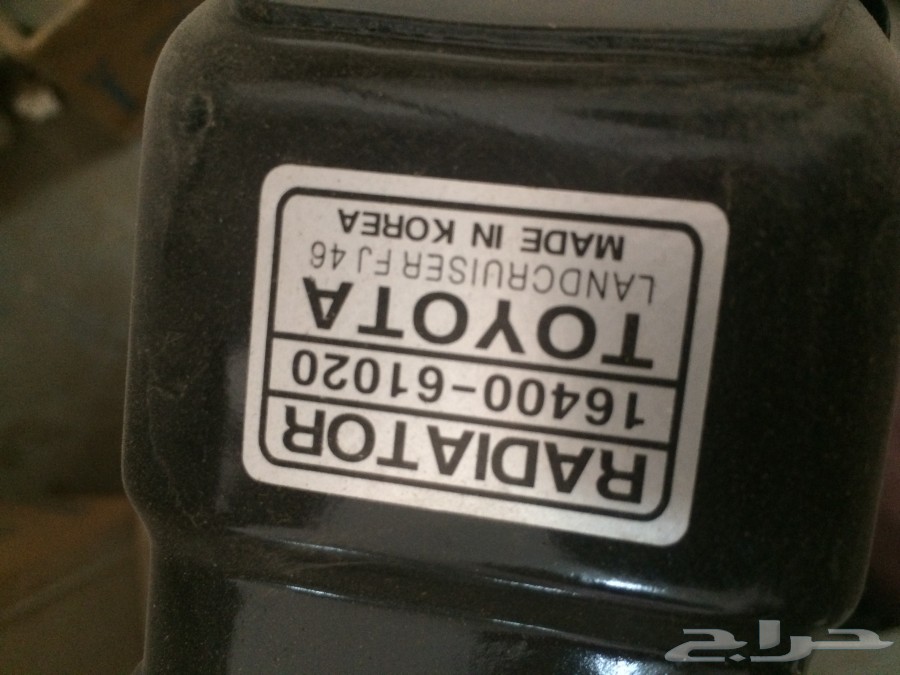 RADIATOR
16400-61020
TOYOTA
LANDCRUISER FJ 46
MADE IN KOREA
حراج